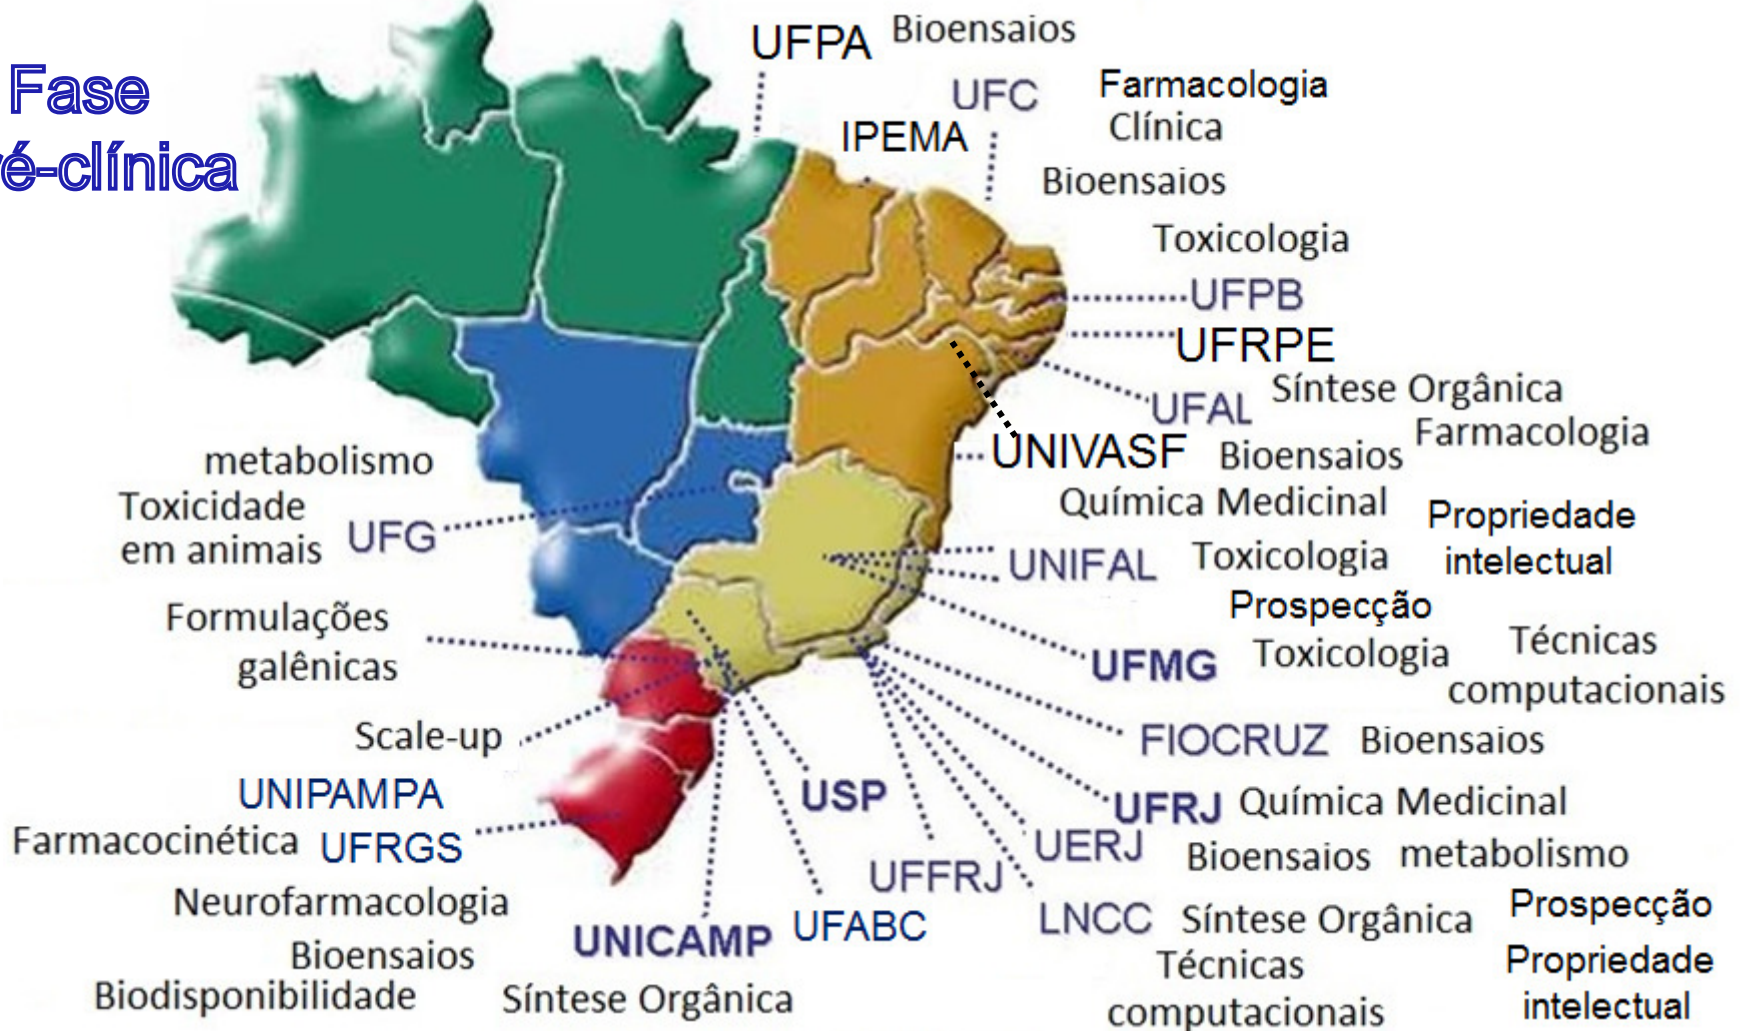 Fase
ré-clínica
UFPA
Bioensaios
UFC
Farmacologia
Clínica
IPEMA
Bioensaios
Toxicologia
UFPB
UFRPE
UFAL
Síntese Orgânica
Farmacologia
UNIVASF
Bioensaios
Química Medicinal
Propriedade
intelectual
UNIFAL
Toxicologia
Prospecção
UFMG
Toxicologia
Técnicas
computacionais
FIOCRUZ
Bioensaios
UFRJ
Química Medicinal
UERJ
Bioensaios
metabolismo
UFFRJ
LNCC
Síntese Orgânica
Prospecção
Técnicas
computacionais
Propriedade
intelectual
metabolismo
Toxicidade
em animais
UFG
Formulações
galênicas
Scale-up
UNIPAMPA
Farmacocinética
UFRGS
Neurofarmacologia
Bioensaios
Biodisponibilidade
USP
UFABC
UNICAMP
Síntese Orgânica